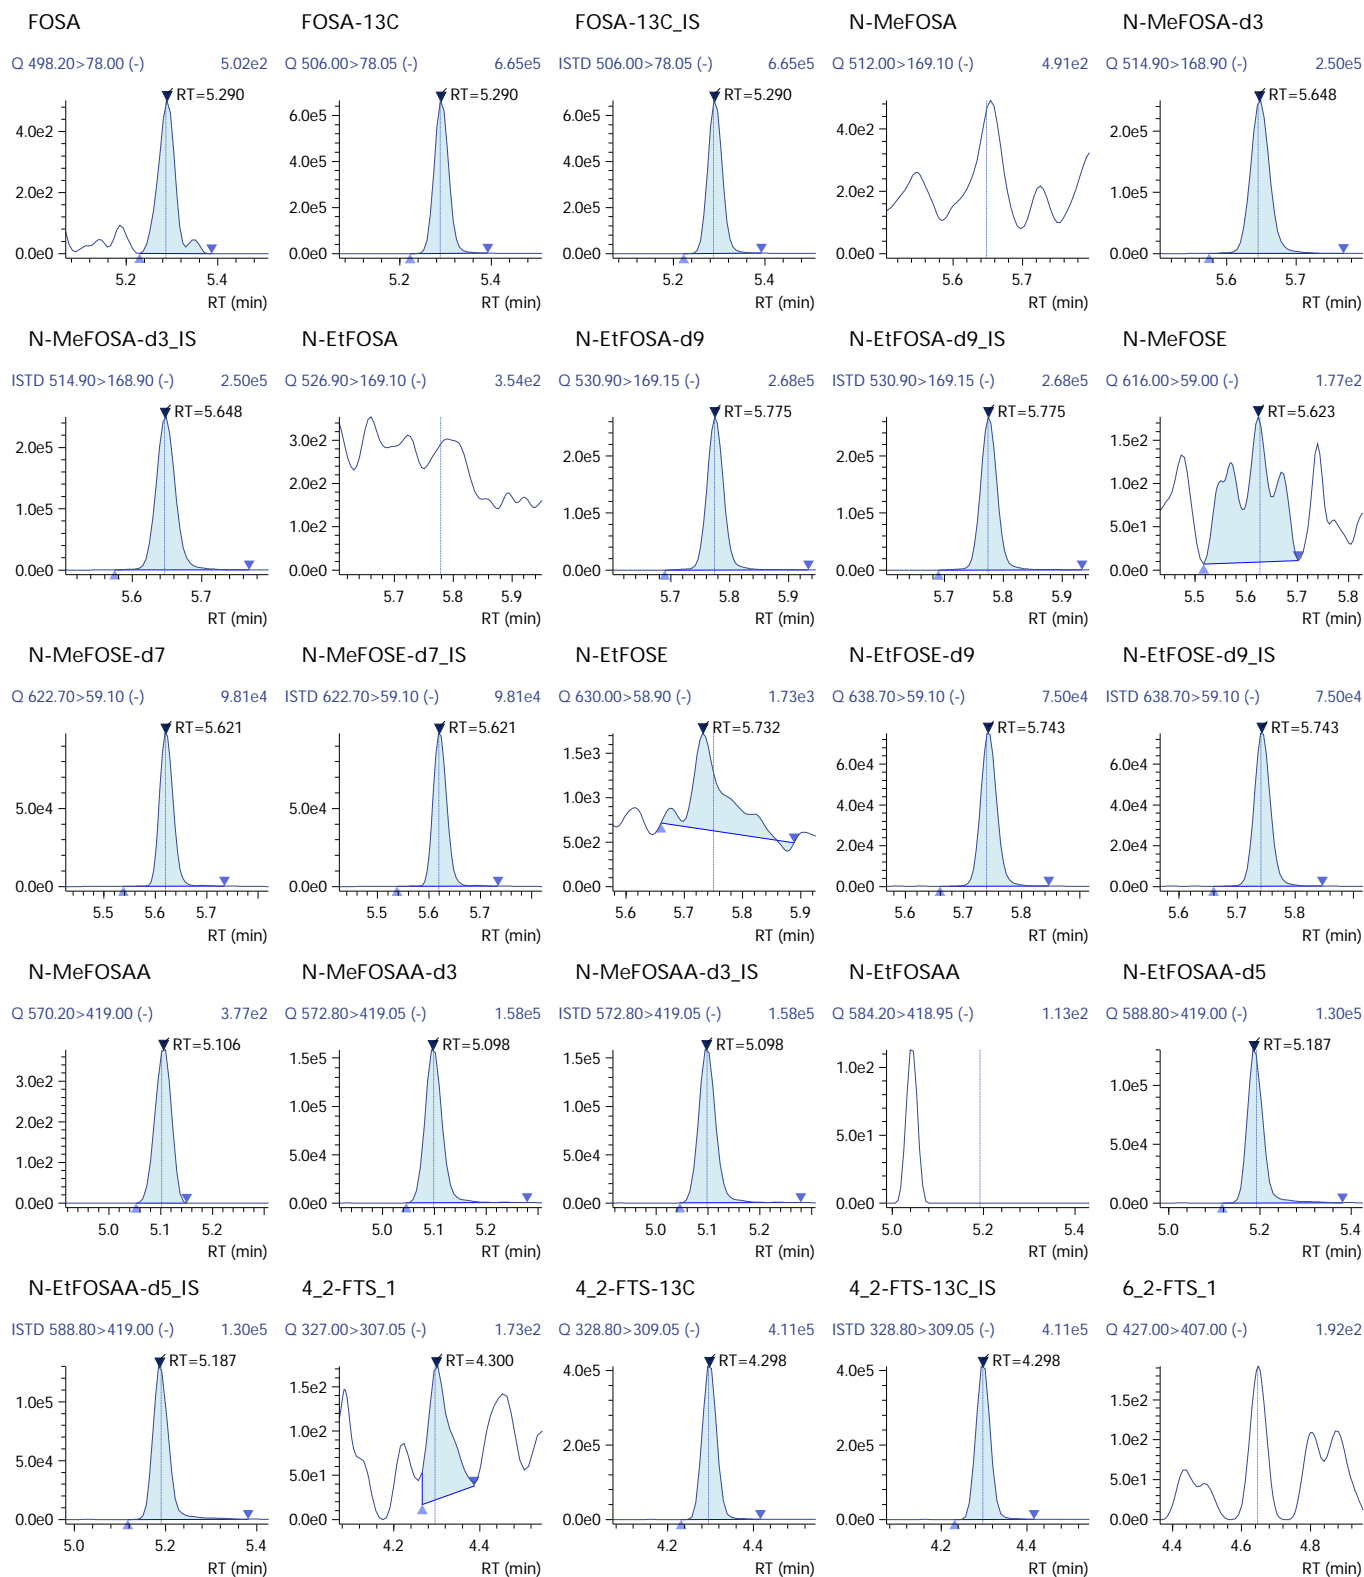 FOSA
FOSA-13C
FOSA-13C_IS
N-MeFOSA
N-MeFOSA-d3
Q 498.20>78.00 (-) 5.02e2
Q 506.00>78.05 (-) 6.65e5
ISTD 506.00>78.05 (-) 6.65e5
Q 512.00>169.10 (-) 4.91e2
Q 514.90>168.90 (-) 2.50e5
RT=5.290
4.0e2
2.0e2
0.0e0
5.2 5.4
RT (min)
RT=5.290
6.0e5
4.0e5
2.0e5
0.0e0
5.2 5.4
RT (min)
RT=5.290
6.0e5
4.0e5
2.0e5
0.0e0
5.2 5.4
RT (min)
4.0e2
2.0e2
0.0e0
5.6 5.7
RT (min)
RT=5.648
2.0e5
1.0e5
0.0e0
5.6 5.7
RT (min)
N-MeFOSA-d3_IS
N-EtFOSA
N-EtFOSA-d9
N-EtFOSA-d9_IS
N-MeFOSE
ISTD 514.90>168.90 (-) 2.50e5
Q 526.90>169.10 (-) 3.54e2
Q 530.90>169.15 (-) 2.68e5
ISTD 530.90>169.15 (-) 2.68e5
Q 616.00>59.00 (-) 1.77e2
RT=5.648
2.0e5
1.0e5
0.0e0
5.6 5.7
RT (min)
3.0e2
2.0e2
1.0e2
0.0e0
5.7 5.8 5.9
RT (min)
RT=5.775
2.0e5
1.0e5
0.0e0
5.7 5.8 5.9
RT (min)
RT=5.775
2.0e5
1.0e5
0.0e0
5.7 5.8 5.9
RT (min)
RT=5.623
1.5e2
1.0e2
5.0e1
0.0e0
5.5 5.6 5.7 5.8
RT (min)
N-MeFOSE-d7
N-MeFOSE-d7_IS
N-EtFOSE
N-EtFOSE-d9
N-EtFOSE-d9_IS
Q 622.70>59.10 (-) 9.81e4
ISTD 622.70>59.10 (-) 9.81e4
Q 630.00>58.90 (-) 1.73e3
Q 638.70>59.10 (-) 7.50e4
ISTD 638.70>59.10 (-) 7.50e4
RT=5.621
5.0e4
0.0e0
5.5 5.6 5.7
RT (min)
RT=5.621
5.0e4
0.0e0
5.5 5.6 5.7
RT (min)
RT=5.732
1.5e3
1.0e3
5.0e2
0.0e0
5.6 5.7 5.8 5.9
RT (min)
RT=5.743
6.0e4
4.0e4
2.0e4
0.0e0
5.6 5.7 5.8
RT (min)
RT=5.743
6.0e4
4.0e4
2.0e4
0.0e0
5.6 5.7 5.8
RT (min)
N-MeFOSAA
N-MeFOSAA-d3
N-MeFOSAA-d3_IS
N-EtFOSAA
N-EtFOSAA-d5
Q 570.20>419.00 (-) 3.77e2
Q 572.80>419.05 (-) 1.58e5
ISTD 572.80>419.05 (-) 1.58e5
Q 584.20>418.95 (-) 1.13e2
Q 588.80>419.00 (-) 1.30e5
RT=5.106
3.0e2
2.0e2
1.0e2
0.0e0
5.0 5.1 5.2
RT (min)
RT=5.098
1.5e5
1.0e5
5.0e4
0.0e0
5.0 5.1 5.2
RT (min)
RT=5.098
1.5e5
1.0e5
5.0e4
0.0e0
5.0 5.1 5.2
RT (min)
1.0e2
5.0e1
0.0e0
5.0 5.2 5.4
RT (min)
RT=5.187
1.0e5
5.0e4
0.0e0
5.0 5.2 5.4
RT (min)
N-EtFOSAA-d5_IS
4_2-FTS_1
4_2-FTS-13C
4_2-FTS-13C_IS
6_2-FTS_1
ISTD 588.80>419.00 (-) 1.30e5
Q 327.00>307.05 (-) 1.73e2
Q 328.80>309.05 (-) 4.11e5
ISTD 328.80>309.05 (-) 4.11e5
Q 427.00>407.00 (-) 1.92e2
RT=5.187
1.0e5
5.0e4
0.0e0
5.0 5.2 5.4
RT (min)
RT=4.300
1.5e2
1.0e2
5.0e1
0.0e0
4.2 4.4
RT (min)
RT=4.298
4.0e5
2.0e5
0.0e0
4.2 4.4
RT (min)
RT=4.298
4.0e5
2.0e5
0.0e0
4.2 4.4
RT (min)
1.5e2
1.0e2
5.0e1
0.0e0
4.4 4.6 4.8
RT (min)